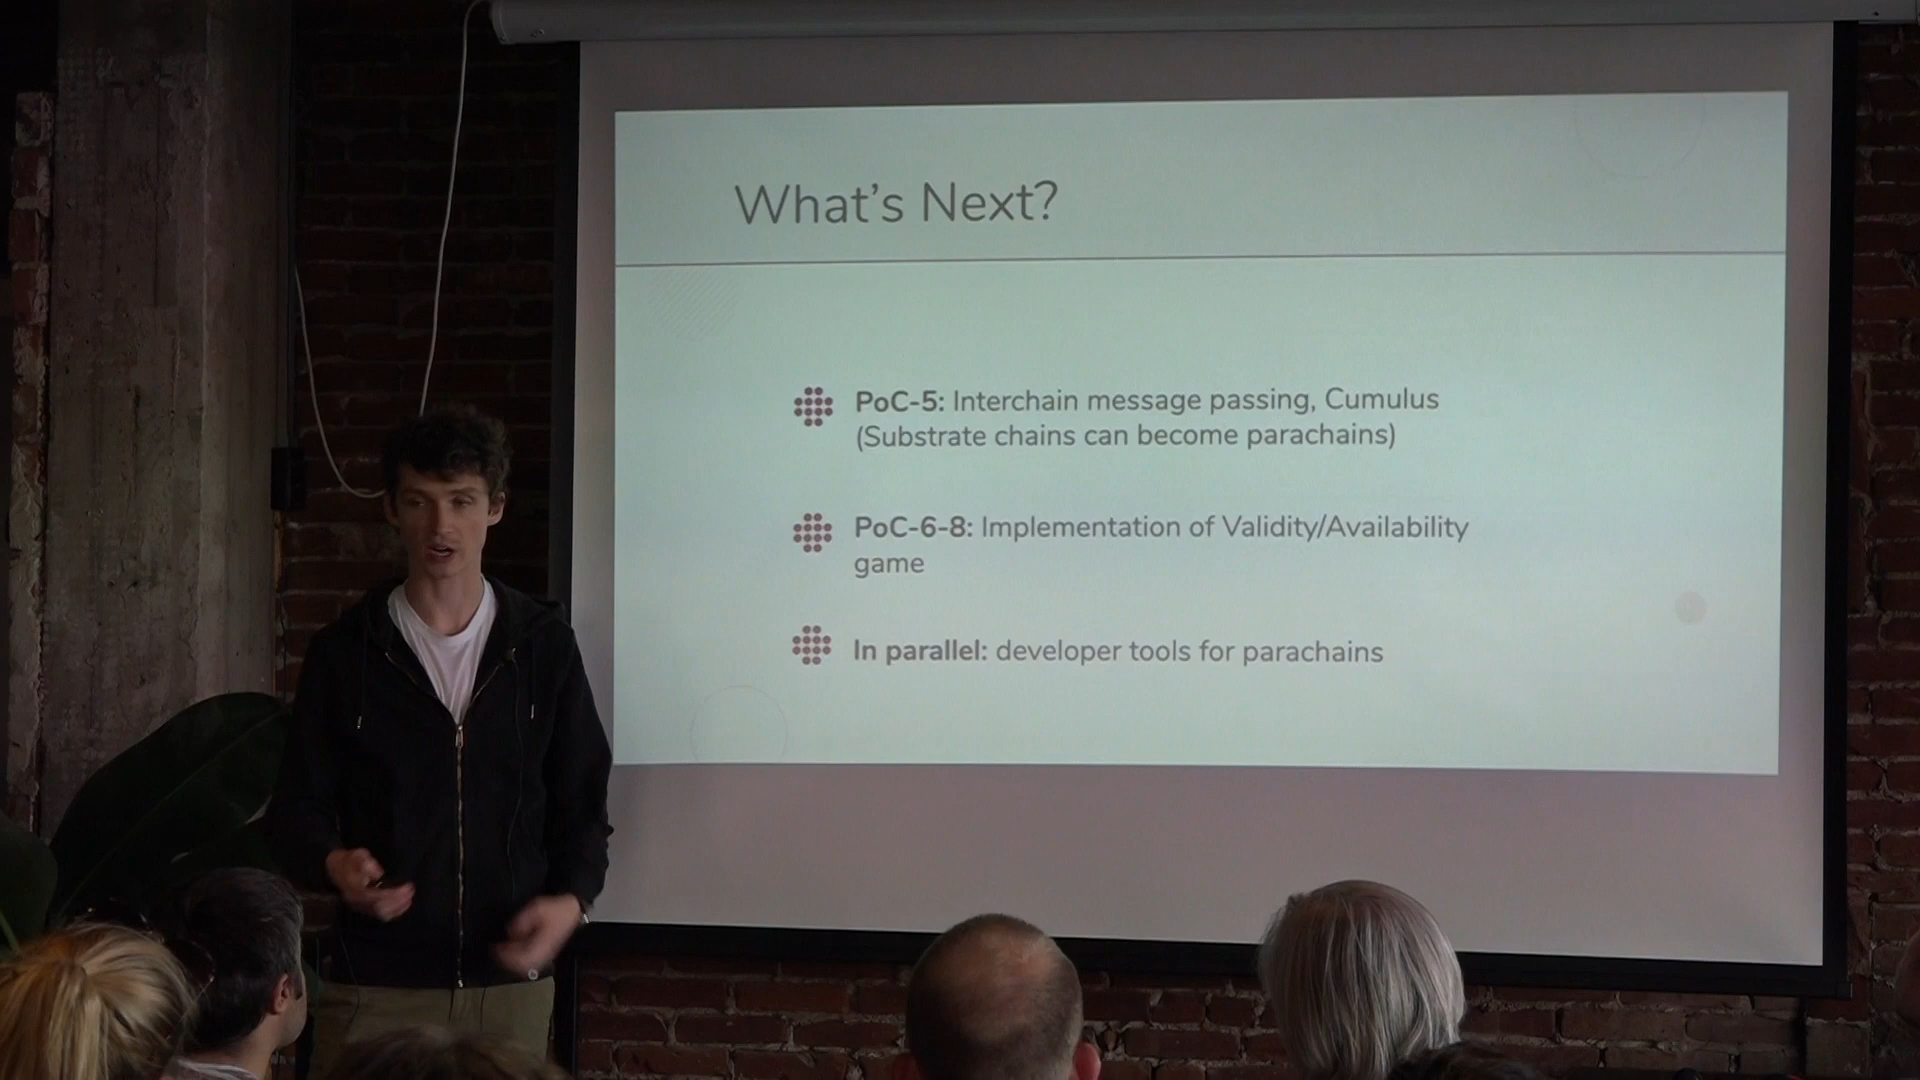 What's Next?
PoC-5: Interchain message passing, Cumulus
(Substrate chains can become parachains)
PoC-6-8: Implementation of Validity/Availability
game
In parallel: developer tools for parachains